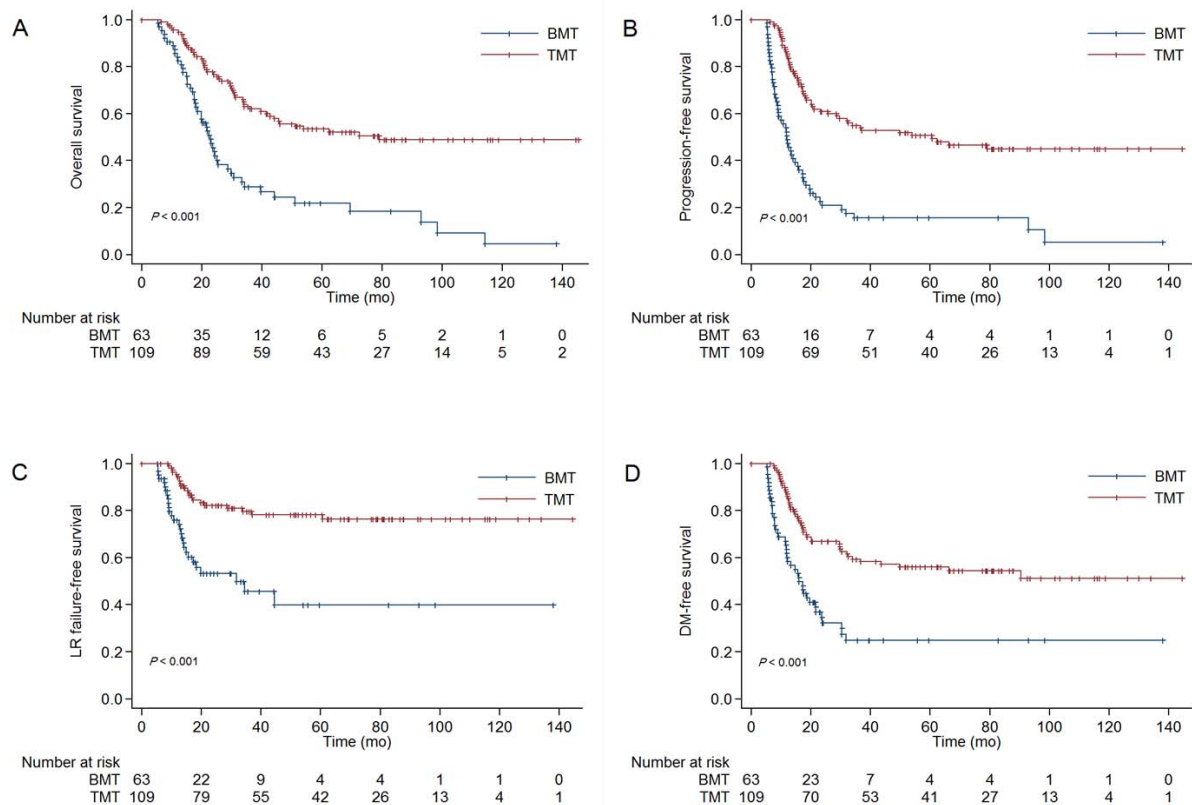 A
Overall survival
1.0
0.8
0.6
0.4
0.2
0.0
BMT
TMT
P < 0.001
0 20 40 60 80 100 120 140
Time (mo)
Number at risk
BMT 63 35 12 6 5 2 1 0
TMT 109 89 59 43 27 14 5 2
B
Progression-free survival
1.0
0.8
0.6
0.4
0.2
0.0
BMT
TMT
P < 0.001
0 20 40 60 80 100 120 140
Time (mo)
Number at risk
BMT 63 16 7 4 4 1 1 0
TMT 109 69 51 40 26 13 4 1
C
LR failure-free survival
1.0
0.8
0.6
0.4
0.2
0.0
BMT
TMT
P < 0.001
0 20 40 60 80 100 120 140
Time (mo)
Number at risk
BMT 63 22 9 4 4 1 1 0
TMT 109 79 55 42 26 13 4 1
D
DM-free survival
1.0
0.8
0.6
0.4
0.2
0.0
BMT
TMT
P < 0.001
0 20 40 60 80 100 120 140
Time (mo)
Number at risk
BMT 63 23 7 4 4 1 1 0
TMT 109 70 53 41 27 13 4 1